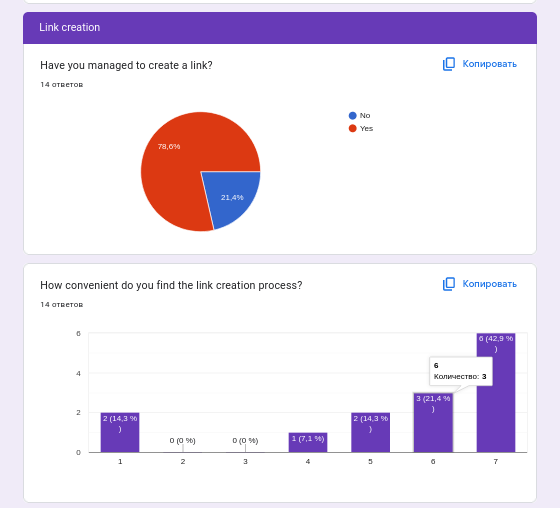 Link creation
Have you managed to create a link?
Копировать
14 ответов
No
Yes
78,6%
21,4%
How convenient do you find the link creation process?
Копировать
14 ответов
6
4
2
0
2 (14,3 %
)
0 (0 %)
0 (0 %)
1 (7,1 %)
2 (14,3 %
)
3 (21,4 %
)
6 (42,9 %
)
6
Количество: 3
1 2 3 4 5 6 7